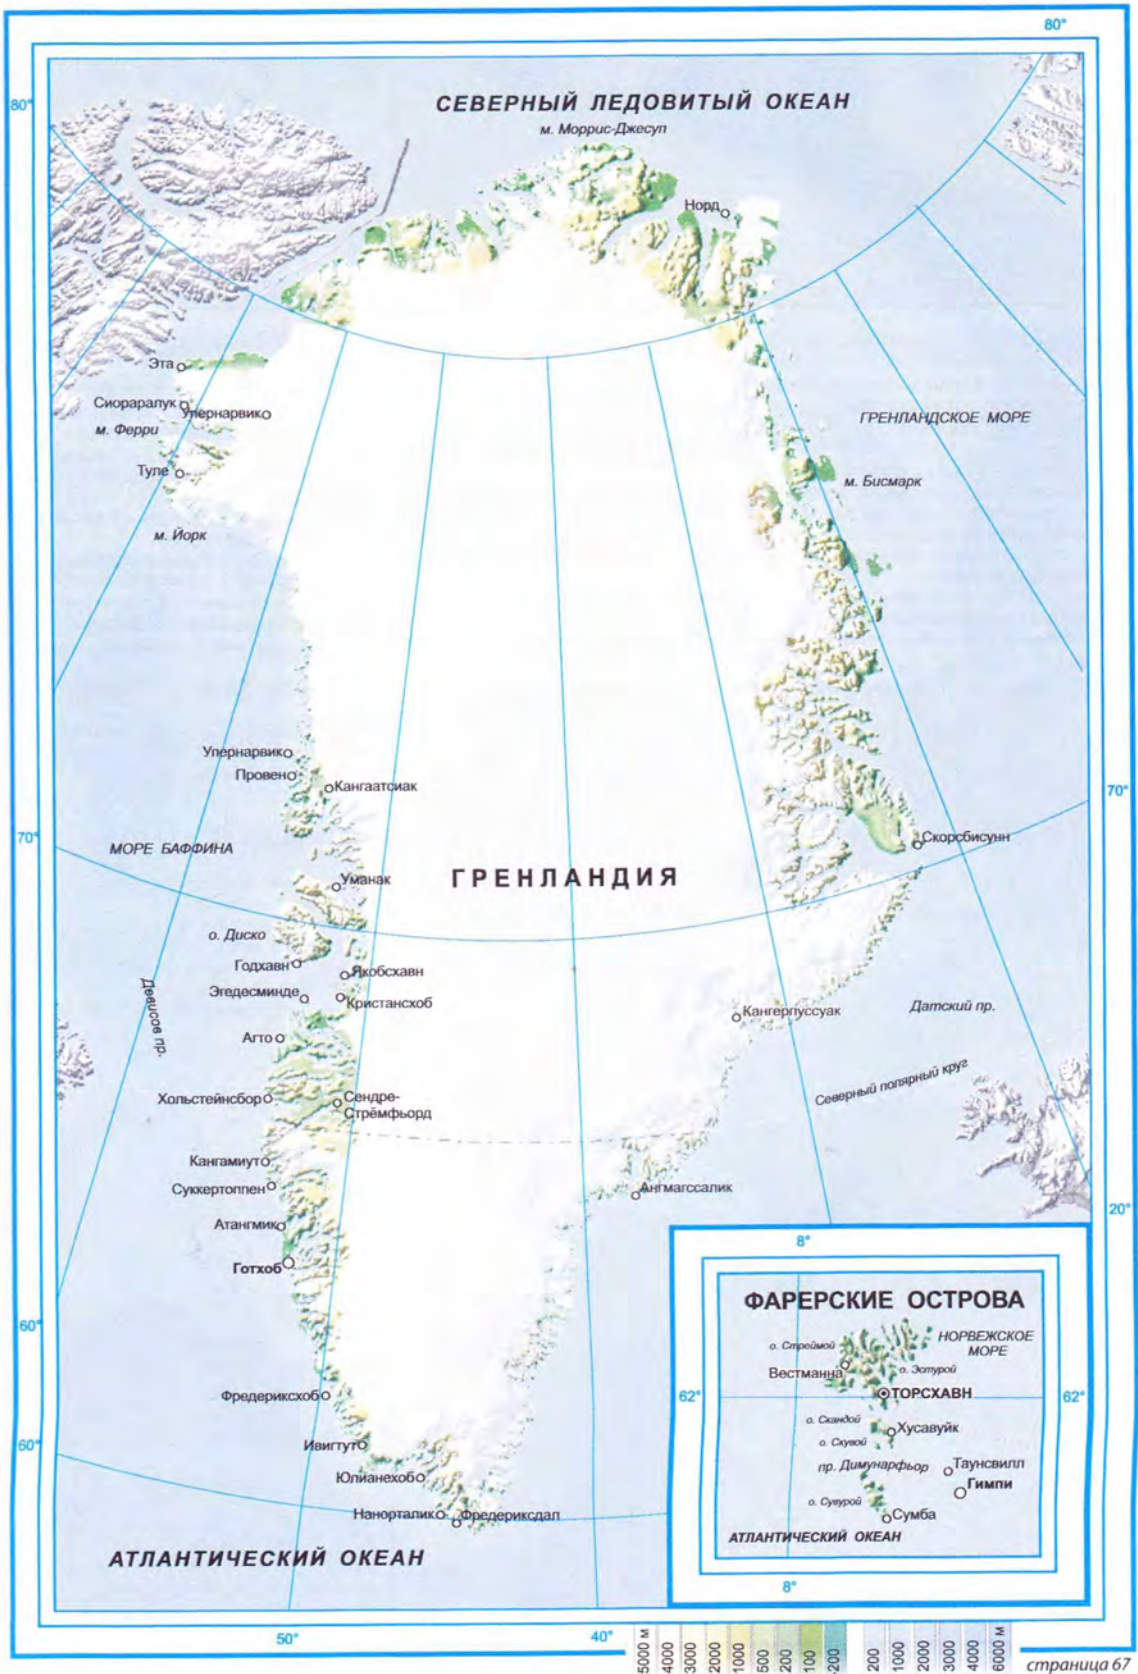 80°
80°
СЕВЕРНЫЙ ЛЕДОВИТЫЙ ОКЕАН
м. Моррис-Джесуп
Норд
Эта
Сиораралук
Упернарвик
м. Ферри
ГРЕНЛАНДСКОЕ МОРЕ
Туле
м. Бисмарк
м. Йорк
Упернарвик
Провен
Кангаатсиак
70°
70°
Скорсбисунн
МОРЕ БАФФИНА
Уманак
ГРЕНЛАНДИЯ
о. Диско
Годхавн
Якобсхавн
Эгедесминде
Кристансхоб
Девисов пр.
Кангерлуссуак
Датский пр.
Агто
Северный полярный круг
Хольстейнсбор
Сендре-
Стрёмфьорд
Кангамиут
Суккертоппен
Ангмагссалик
20°
Атангмик
Готхоб
60°
Фредериксхоб
60°
Ивигтут
Юлианехоб
Нанорталик
Фредериксдал
АТЛАНТИЧЕСКИЙ ОКЕАН
50°
40°
8°
ФАРЕРСКИЕ ОСТРОВА
о. Стреймой
НОРВЕЖСКОЕ
МОРЕ
Вестманна
о. Эстурой
62°
ТОРСХАВН
62°
о. Скандой
Хусавуйк
о. Скувой
пр. Димунарфьор
Таунсвилл
Гимпи
о. Сувурой
Сумба
АТЛАНТИЧЕСКИЙ ОКЕАН
8°
5000 м
4000
3000
2000
1000
500
200
100
-200
200
1000
2000
3000
4000
6000 м
страница 67